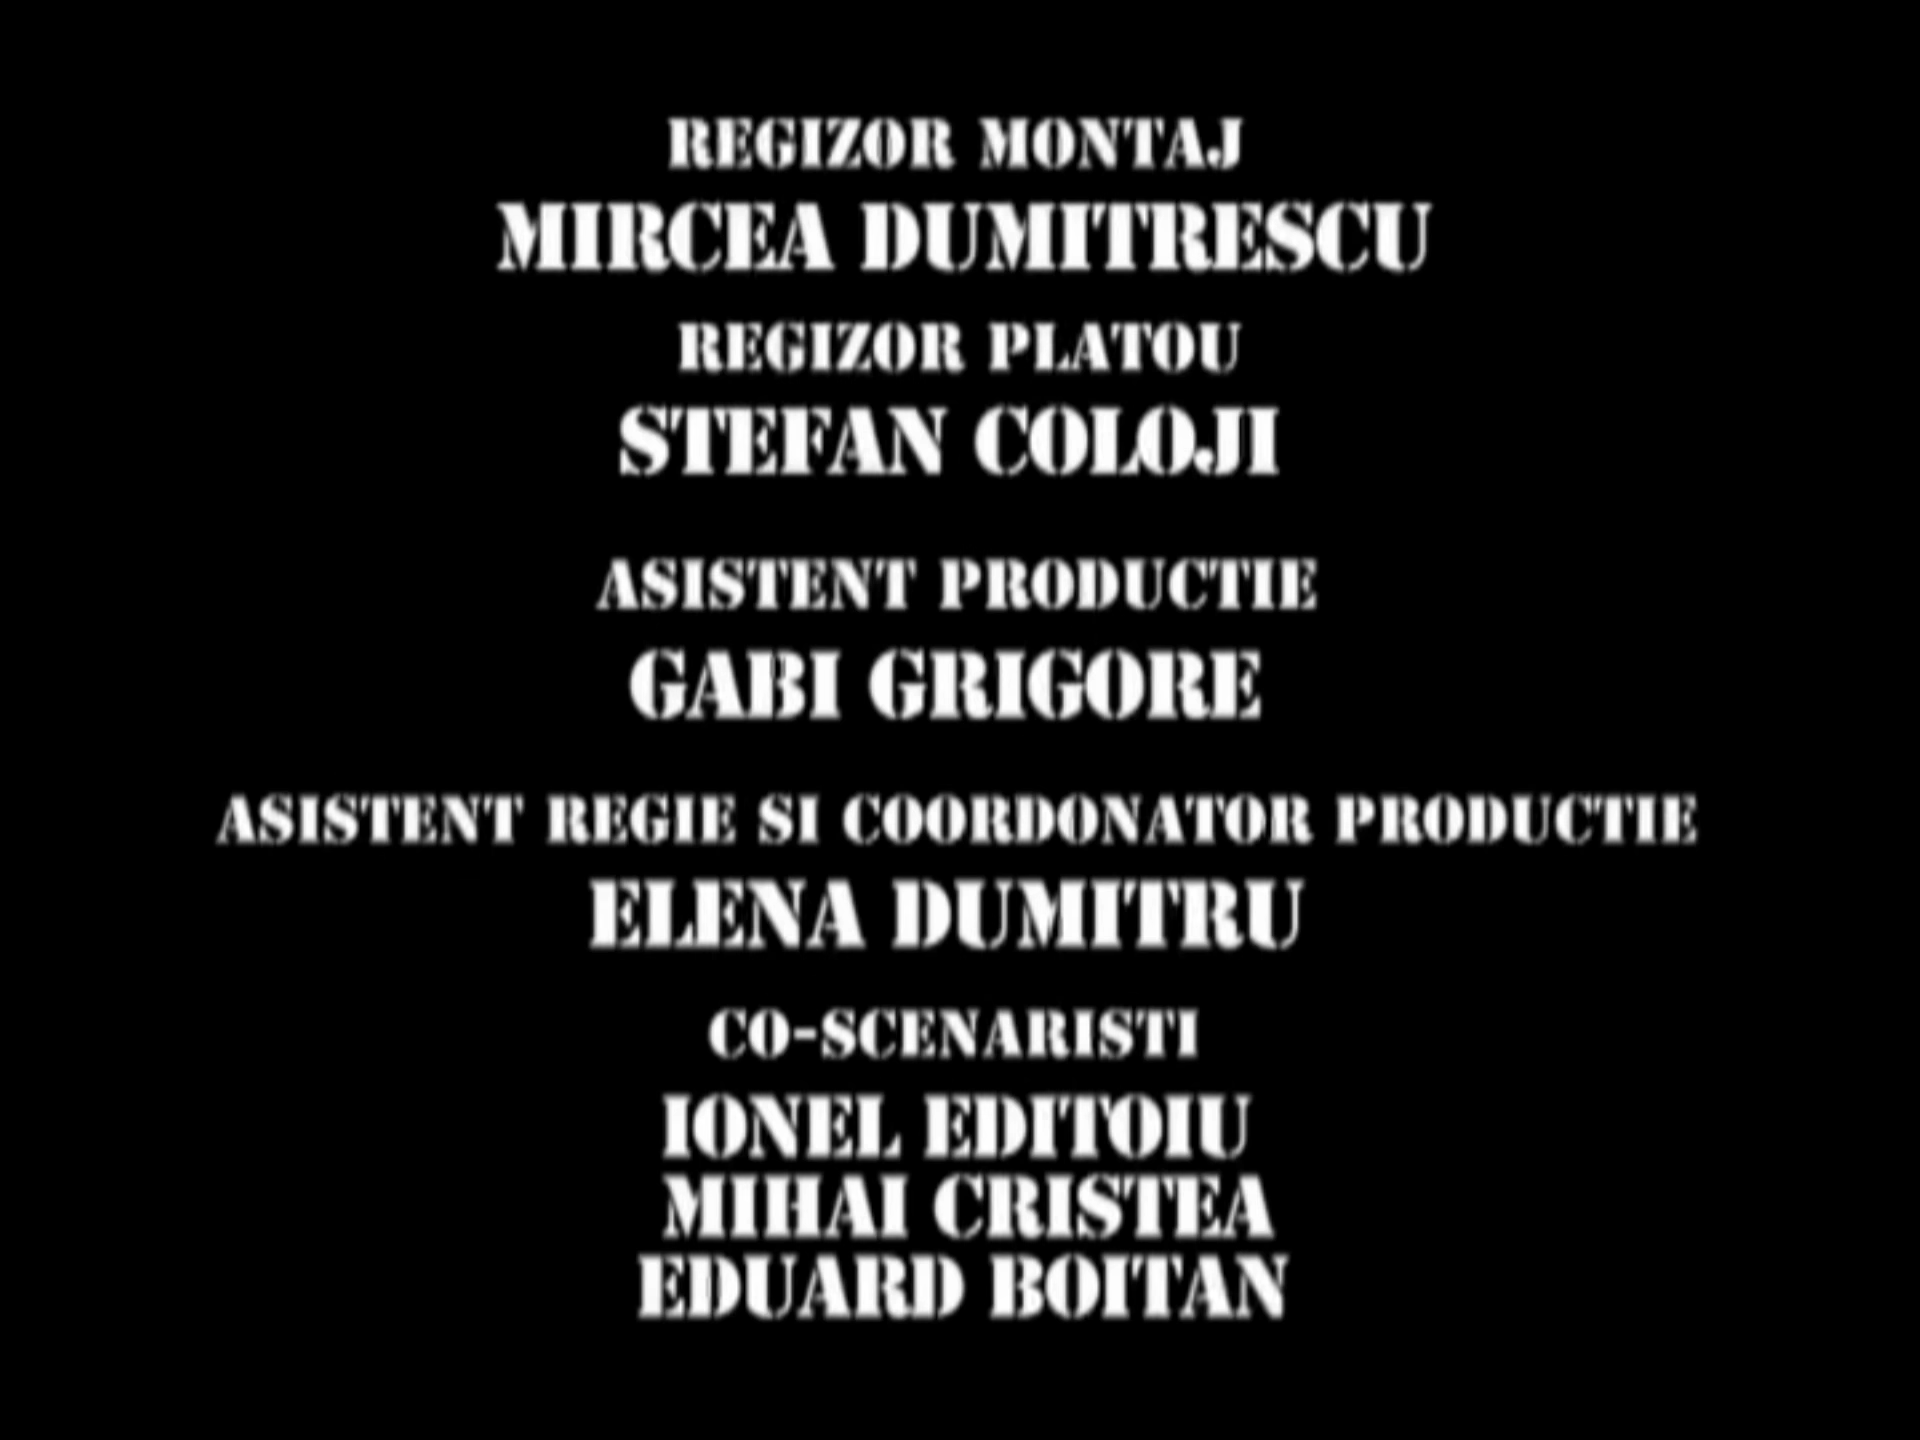 REGIZOR MONTAJ
MIRCEA DUMITRESCU
REGIZOR PLATOU
STEFAN COLOJI
ASISTENT PRODUCTIE
GABI GRIGORE
ASISTENT REGIE SI COORDONATOR PRODUCTIE
ELENA DUMITRU
CO-SCENARISTI
IONEL EDITOIU
MIHAI CRISTEA
EDUARD BOITAN